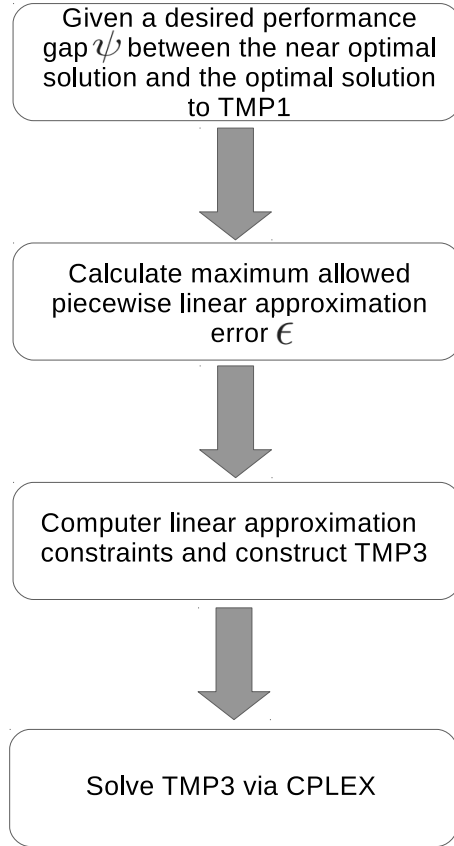 Given a desired performance
gap ψ between the near optimal
solution and the optimal solution
to TMP1
Calculate maximum allowed
piecewise linear approximation
error ϵ
Computer linear approximation
constraints and construct TMP3
Solve TMP3 via CPLEX